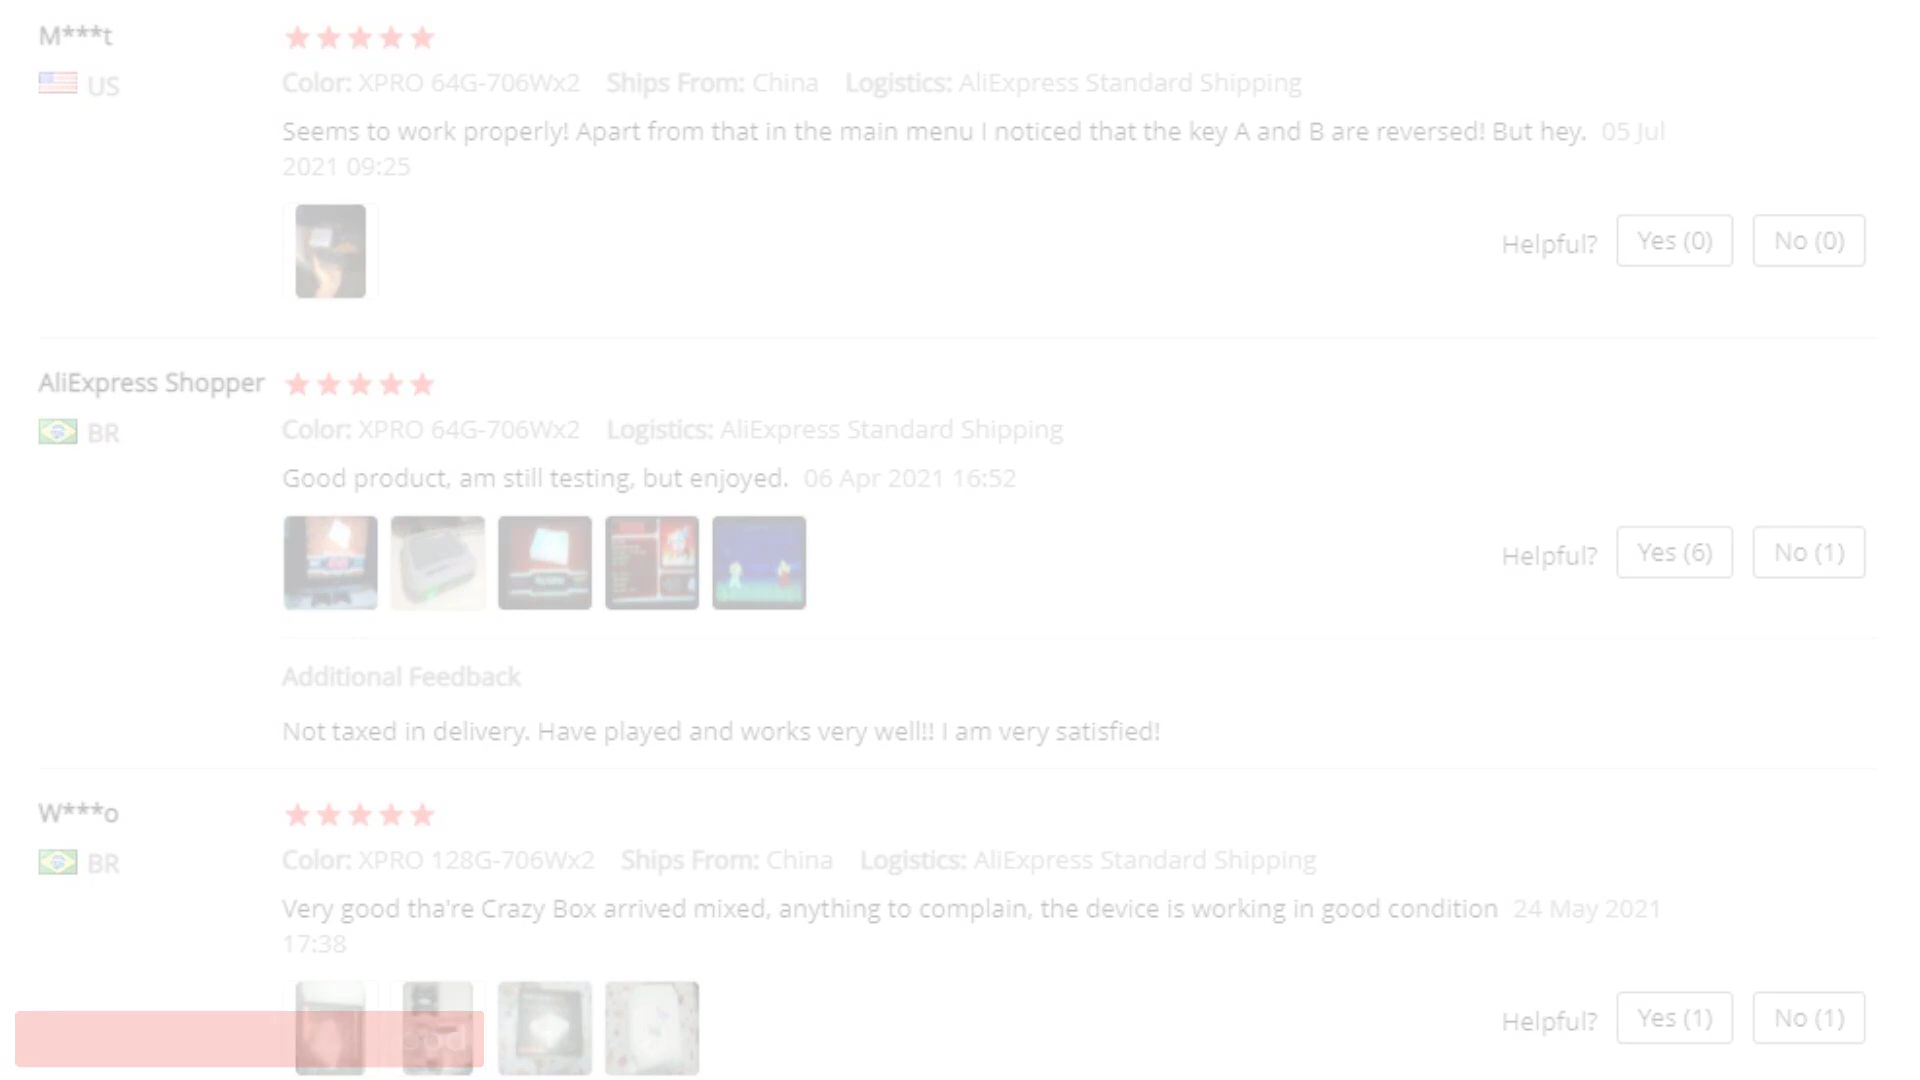 M***t
US
Color: XPRO 64G-706Wx2 Ships From: China Logistics: AliExpress Standard Shipping
Seems to work properly! Apart from that in the main menu I noticed that the key A and B are reversed! But hey. 05 Jul
2021 09:25
Helpful? Yes (0) No (0)
AliExpress Shopper
BR
Color: XPRO 64G-706Wx2 Logistics: AliExpress Standard Shipping
Good product, am still testing, but enjoyed. 06 Apr 2021 16:52
Helpful? Yes (6) No (1)
Additional Feedback
Not taxed in delivery. Have played and works very well!! I am very satisfied!
W***o
BR
Color: XPRO 128G-706Wx2 Ships From: China Logistics: AliExpress Standard Shipping
Very good tha're Crazy Box arrived mixed, anything to complain, the device is working in good condition 24 May 2021
17:38
Helpful? Yes (1) No (1)